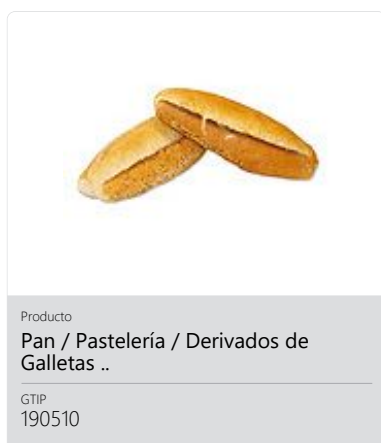 Producto
Pan / Pastelería / Derivados de
Galletas ..
GTIP
190510